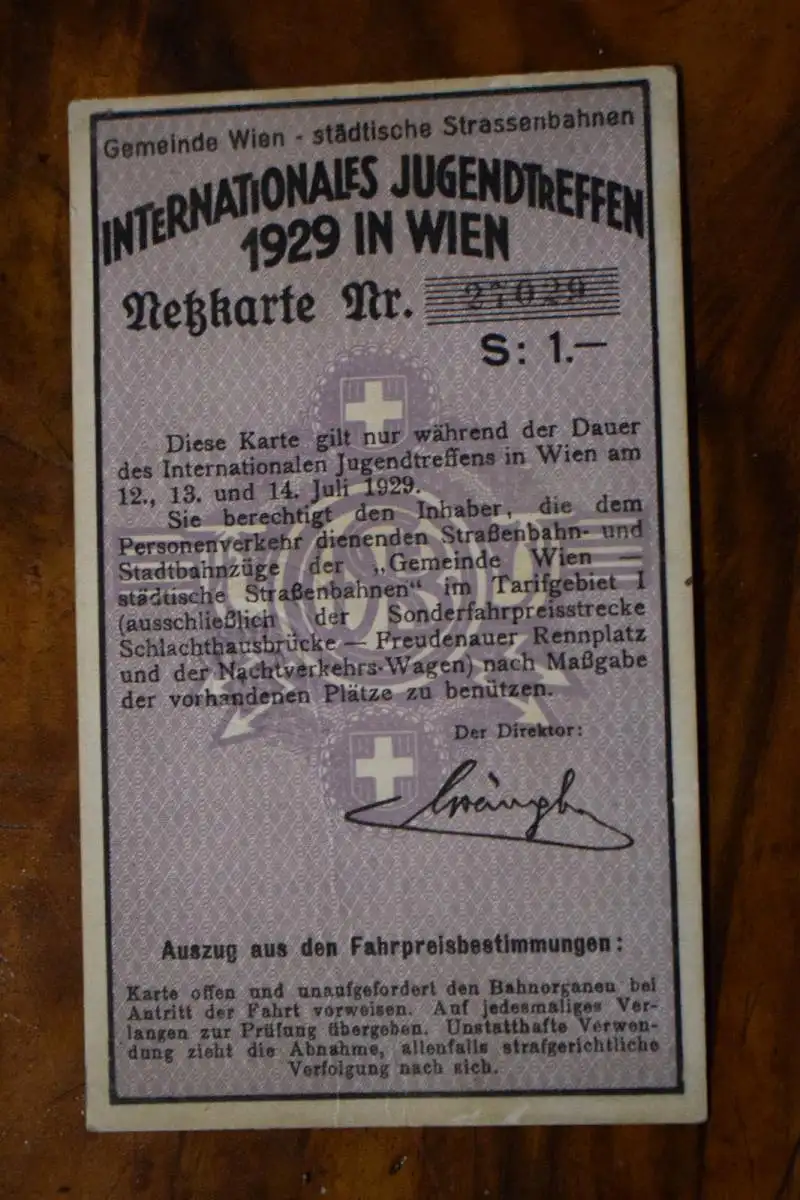 Gemeinde Wien - städtische Strassenbahnen
INTERNATIONALES JUGENDTREFFEN
1929 IN WIEN
Netzkarte Nr. 27029
S: 1.—
Diese Karte gilt nur während der Dauer
des Internationalen Jugendtreffens in Wien am
12., 13. und 14. Juli 1929.
Sie berechtigt den Inhaber, die dem
Personenverkehr dienenden Straßenbahn- und
Stadtbahnzüge der „Gemeinde Wien —
städtische Straßenbahnen“ im Tarifgebiet I
(ausschließlich der Sonderfahrpreisstrecke
Schlachthausbrücke — Freudenauer Rennplatz
und der Nachtverkehrs-Wagen) nach Maßgabe
der vorhandenen Plätze zu benützen.
Der Direktor:
Auszug aus den Fahrpreisbestimmungen:
Karte offen und unaufgefordert den Bahnorganen bei
Antritt der Fahrt vorweisen. Auf jedesmaliges Ver-
langen zur Prüfung übergeben. Unstatthafte Verwen-
dung zieht die Abnahme, allenfalls strafgerichtliche
Verfolgung nach sich.